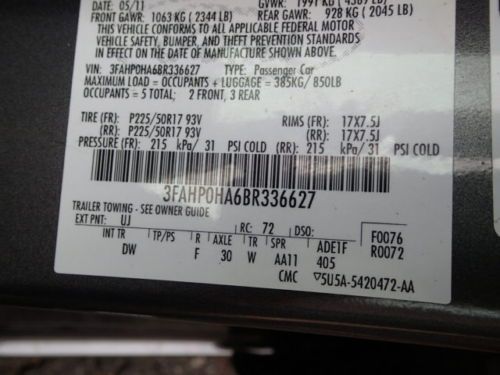 DATE: 05/11 GVWR: 1991 KG ( 4389 LB)
FRONT GAWR: 1063 KG ( 2344 LB) REAR GAWR: 928 KG ( 2045 LB)
THIS VEHICLE CONFORMS TO ALL APPLICABLE FEDERAL MOTOR
VEHICLE SAFETY, BUMPER, AND THEFT PREVENTION STANDARDS
IN EFFECT ON THE DATE OF MANUFACTURE SHOWN ABOVE.
VIN: 3FAHP0HA6BR336627 TYPE: Passenger Car
MAXIMUM LOAD = OCCUPANTS + LUGGAGE = 385KG/ 850LB
OCCUPANTS = 5 TOTAL; 2 FRONT, 3 REAR
TIRE (FR): P225/50R17 93V RIMS (FR): 17X7.5J
(RR): P225/50R17 93V (RR): 17X7.5J
PRESSURE (FR): 215 kPa/ 31 PSI COLD (RR): 215 kPa/ 31 PSI COLD
3FAHP0HA6BR336627
TRAILER TOWING - SEE OWNER GUIDE
EXT PNT: UJ RC: 72 DSO: F0076
R0072
INT TR TP/PS R AXLE TR SPR ADE1F
DW F 30 W AA11 405
CMC ▽5U5A-5420472-AA